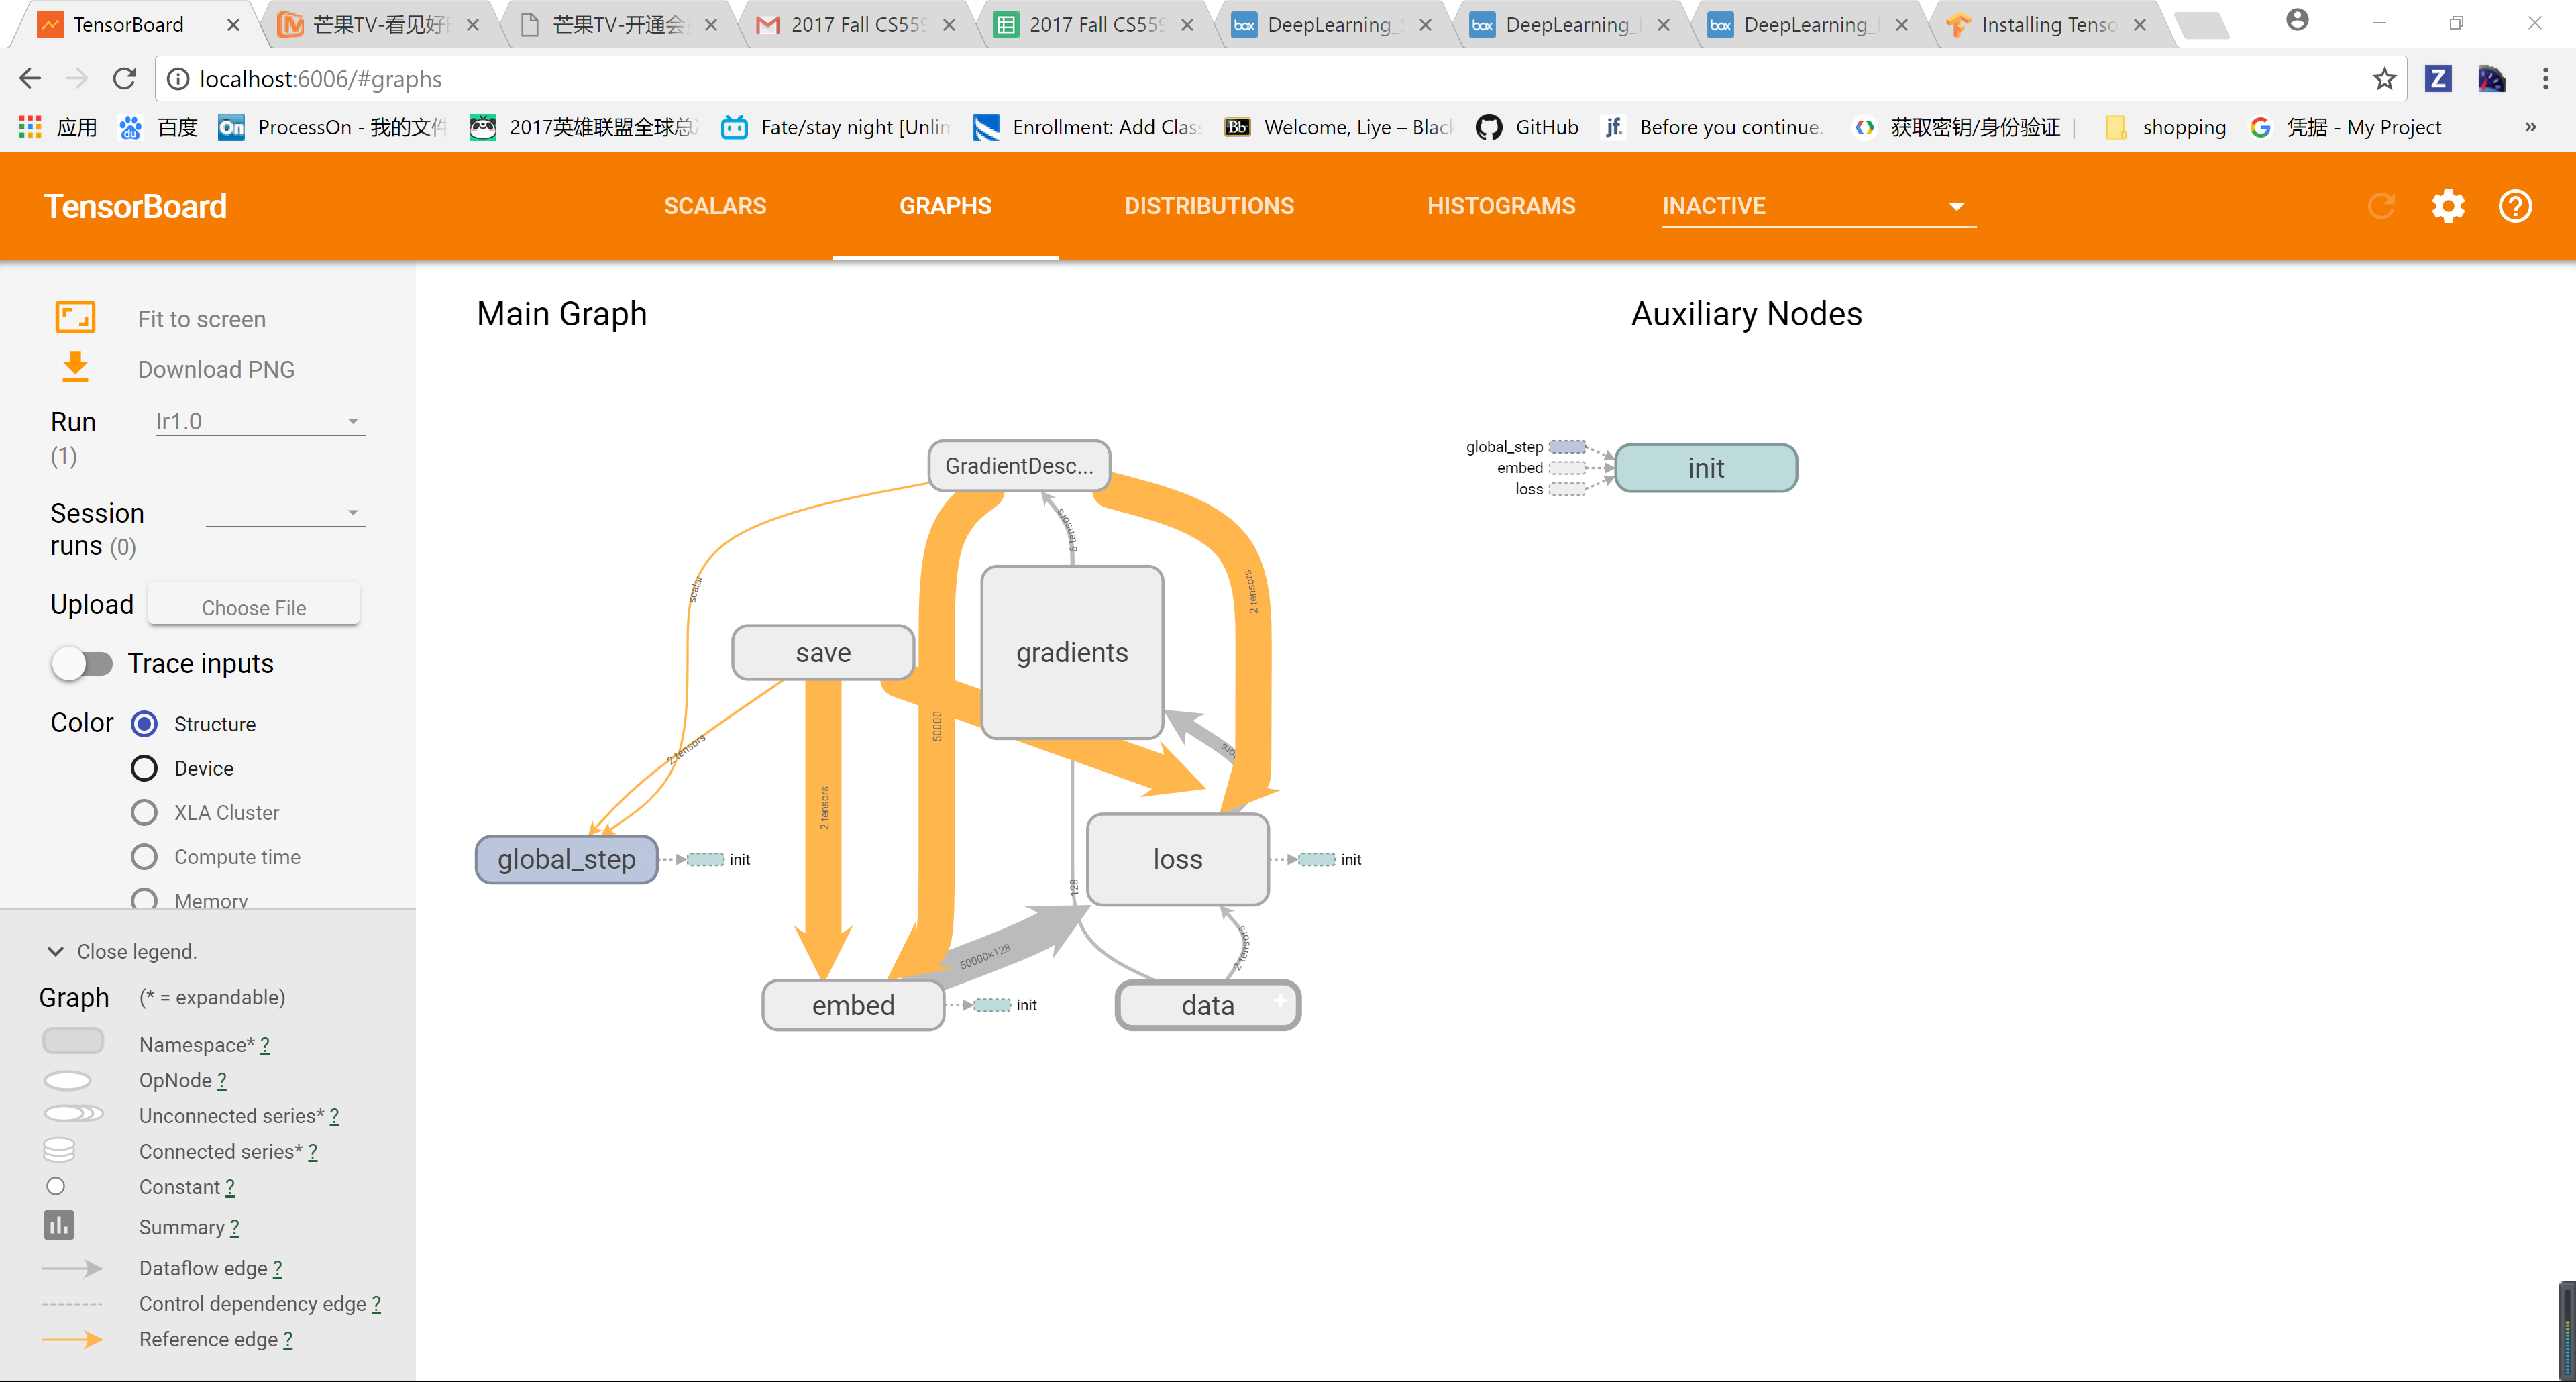 TensorBoard
芒果TV-看见好
芒果TV-开通会
2017 Fall CS559
2017 Fall CS559
DeepLearning_
DeepLearning_
DeepLearning_
Installing Tenso
localhost:6006/#graphs
应用
百度
ProcessOn - 我的文件
2017英雄联盟全球总
Fate/stay night [Unlim
Enrollment: Add Class
Welcome, Liye – Black
GitHub
Before you continue.
获取密钥/身份验证 |
shopping
凭据 - My Project
»
TensorBoard
SCALARS
GRAPHS
DISTRIBUTIONS
HISTOGRAMS
INACTIVE
Fit to screen
Download PNG
Run
(1)
lr1.0
Session
runs (0)
Upload
Choose File
Trace inputs
Color
Structure
Device
XLA Cluster
Compute time
Memory
Close legend.
Graph
(* = expandable)
Namespace* ?
OpNode ?
Unconnected series* ?
Connected series* ?
Constant ?
Summary ?
Dataflow edge ?
Control dependency edge ?
Reference edge ?
Main Graph
Auxiliary Nodes
GradientDesc...
6 tensors
scalar
2 tensors
save
gradients
50000
2 tensors
2 tensors
global_step
init
loss
init
128
50000×128
2 tensors
embed
init
data
+
global_step
embed
loss
init